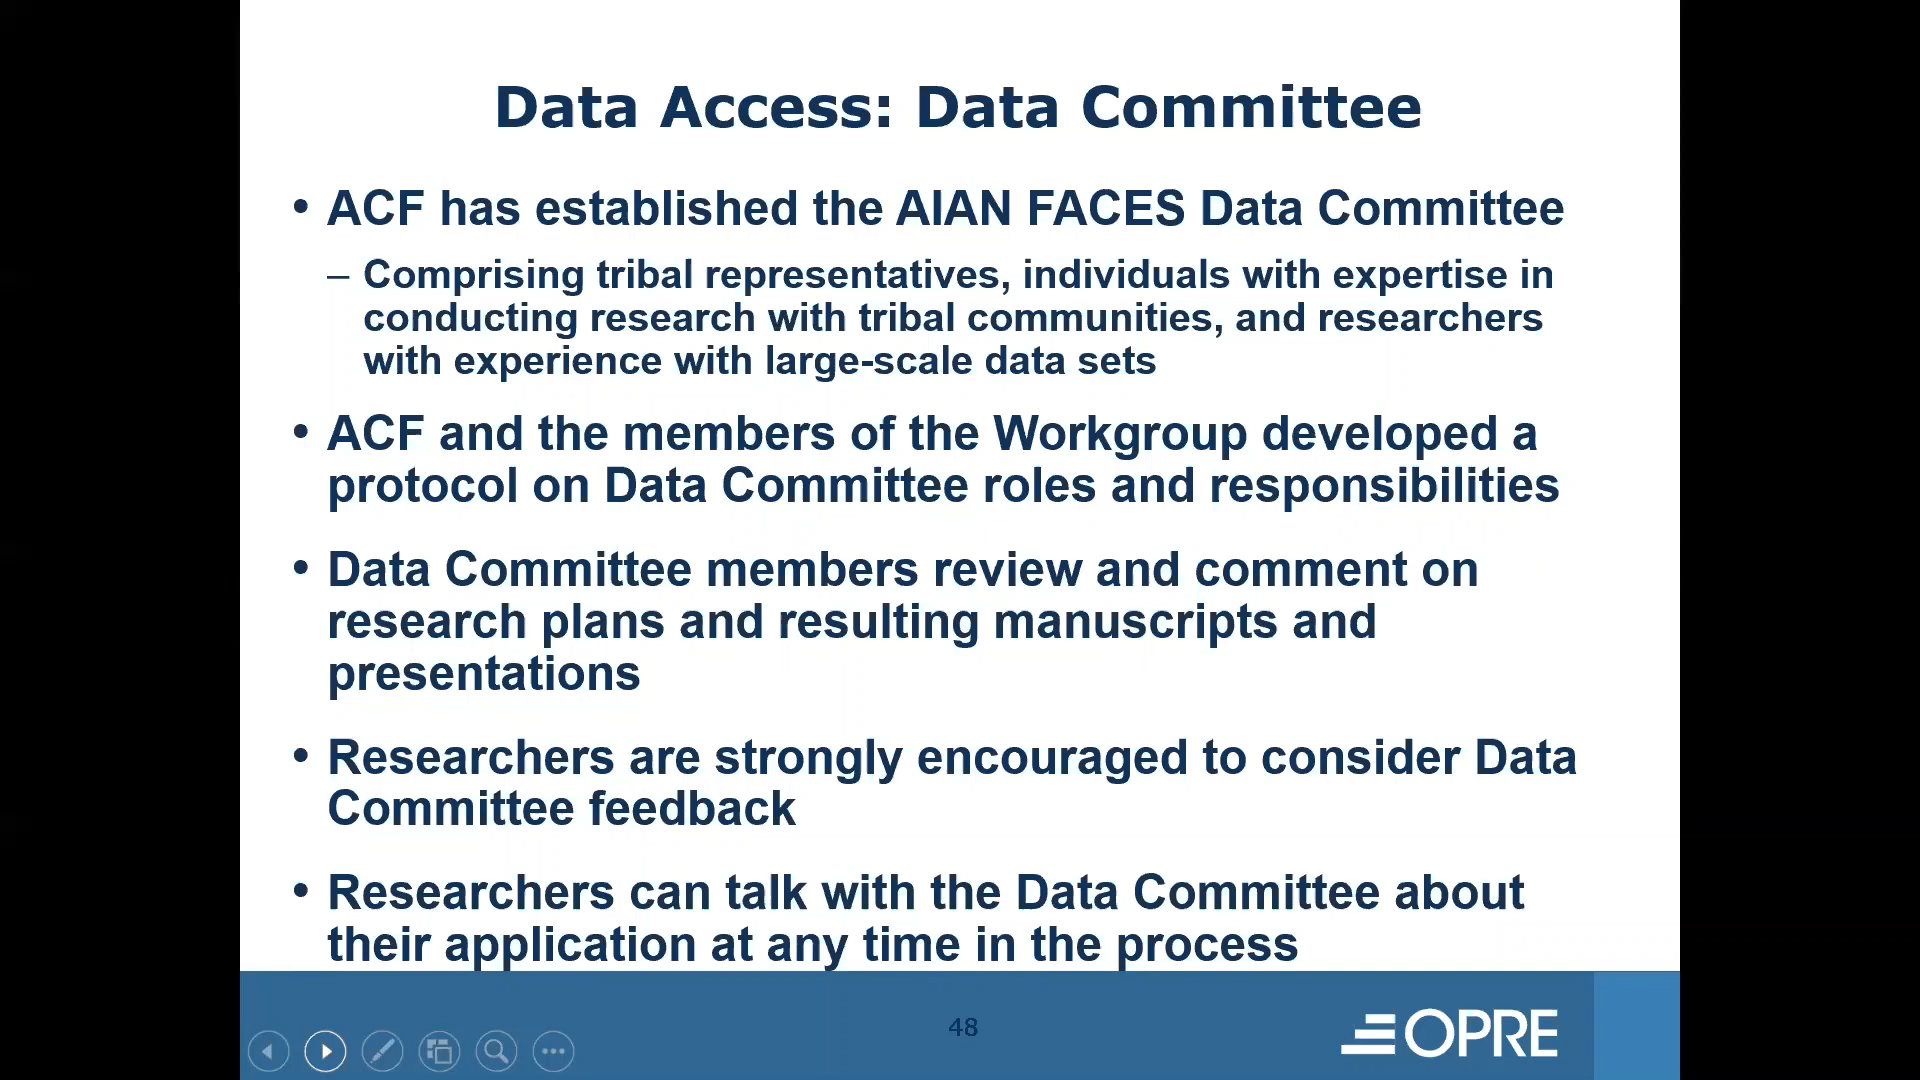 Data Access: Data Committee
• ACF has established the AIAN FACES Data Committee
– Comprising tribal representatives, individuals with expertise in
conducting research with tribal communities, and researchers
with experience with large-scale data sets
• ACF and the members of the Workgroup developed a
protocol on Data Committee roles and responsibilities
• Data Committee members review and comment on
research plans and resulting manuscripts and
presentations
• Researchers are strongly encouraged to consider Data
Committee feedback
• Researchers can talk with the Data Committee about
their application at any time in the process
48
OPRE